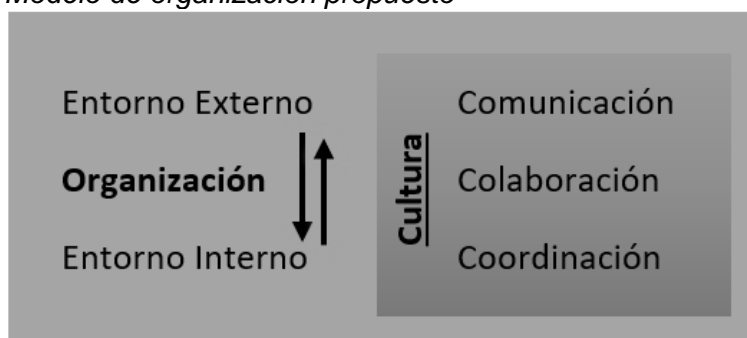 Modelo de organización propuesto
Entorno Externo
Organización
Entorno Interno
Cultura
Comunicación
Colaboración
Coordinación